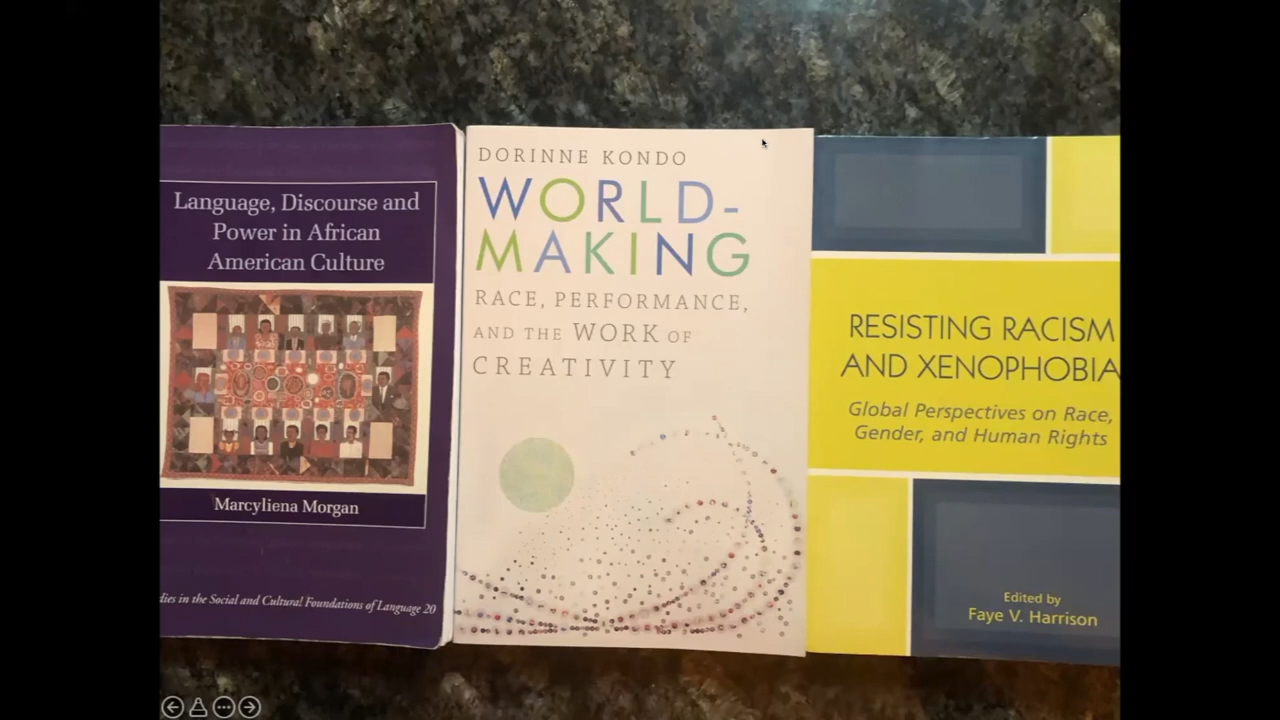 Language, Discourse and
Power in African
American Culture
Marcyliena Morgan
dies in the Social and Cultural Foundations of Language 20
DORINNE KONDO
WORLD-
MAKING
RACE, PERFORMANCE,
AND THE WORK OF
CREATIVITY
RESISTING RACISM
AND XENOPHOBIA
Global Perspectives on Race,
Gender, and Human Rights
Edited by
Faye V. Harrison